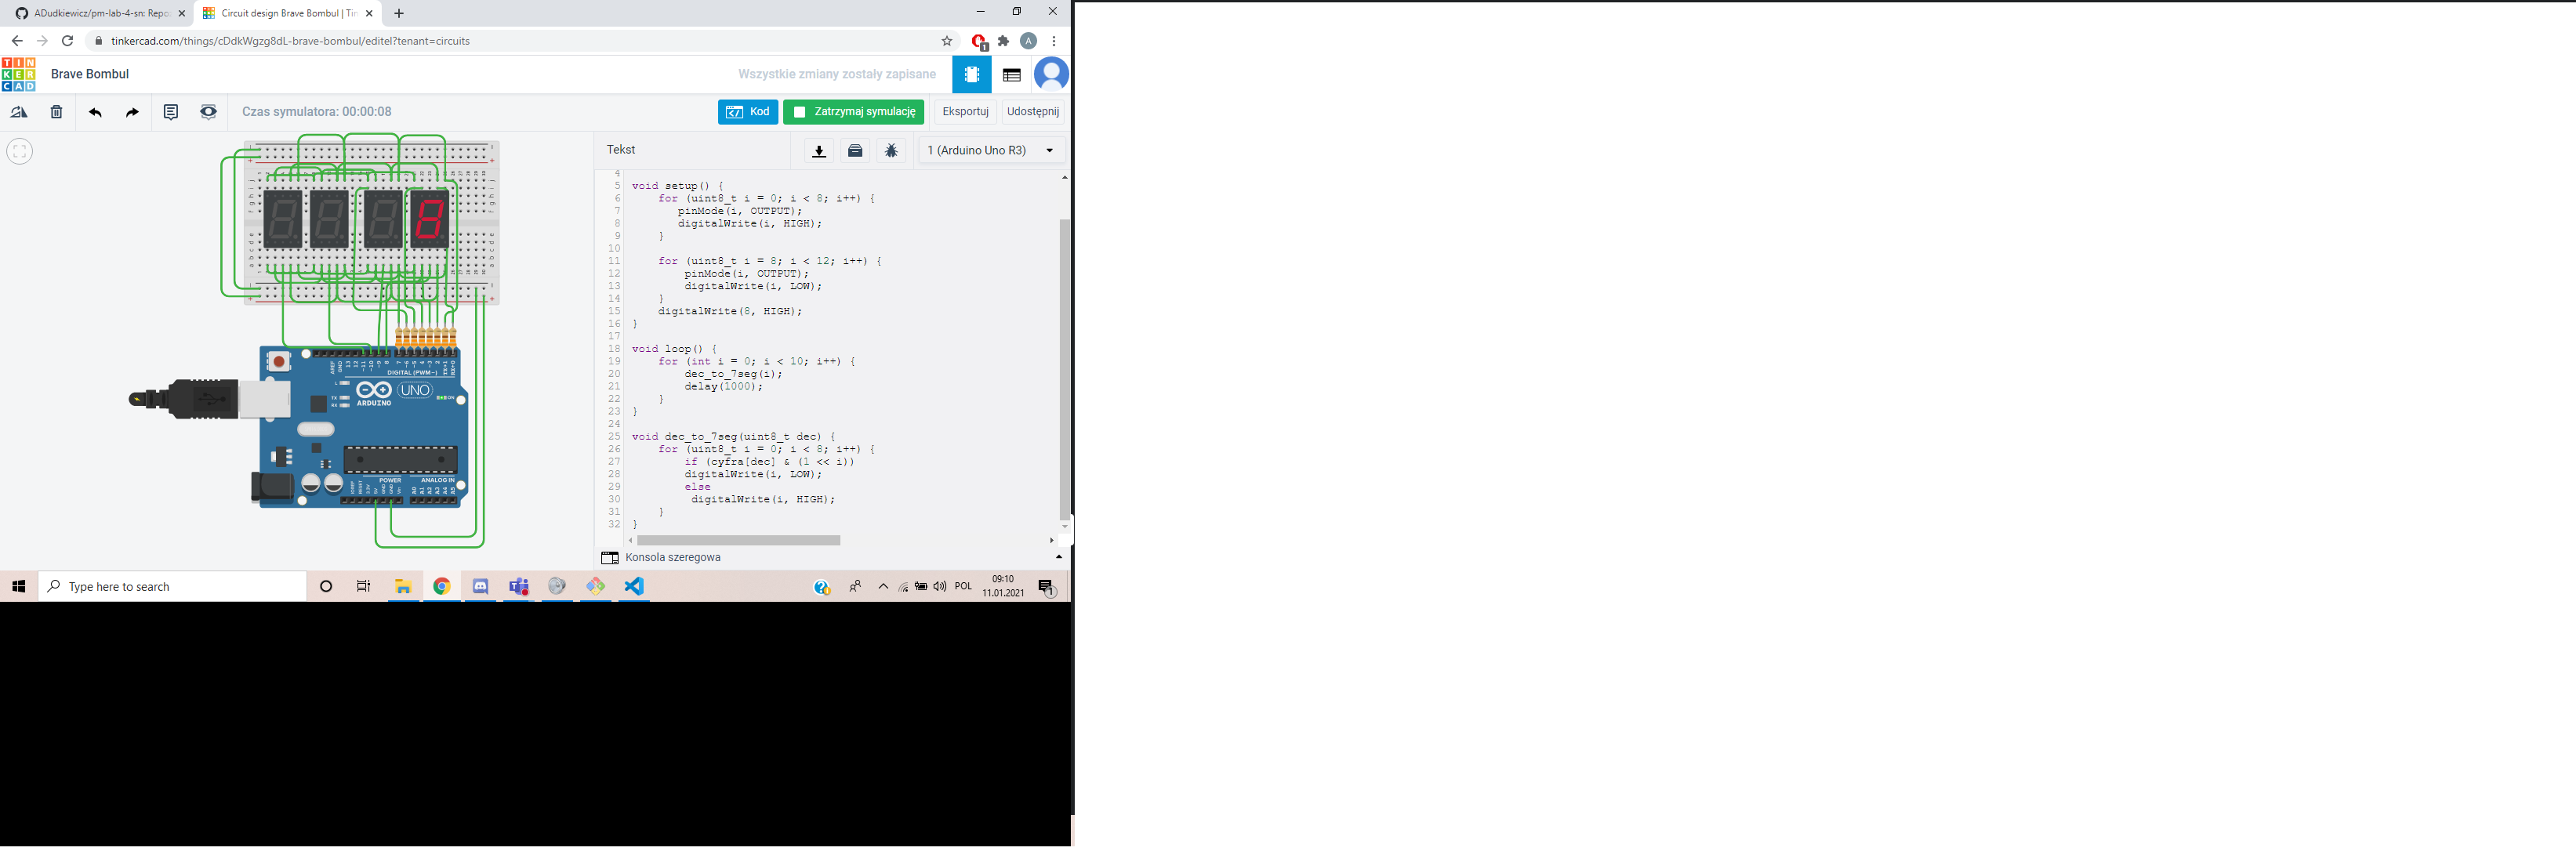 ADudkiewicz/pm-lab-4-sn: Repo
Circuit design Brave Bombul | Tin
tinkercad.com/things/cDdkWgzg8dL-brave-bombul/editel?tenant=circuits
A
1
TIN
KER
CAD
Brave Bombul
Wszystkie zmiany zostały zapisane
Czas symulatora: 00:00:08
Kod
Zatrzymaj symulację
Eksportuj
Udostępnij
Tekst
1 (Arduino Uno R3)
4
5 void setup() {
6 for (uint8_t i = 0; i < 8; i++) {
7 pinMode(i, OUTPUT);
8 digitalWrite(i, HIGH);
9 }
10
11 for (uint8_t i = 8; i < 12; i++) {
12 pinMode(i, OUTPUT);
13 digitalWrite(i, LOW);
14 }
15 digitalWrite(8, HIGH);
16 }
17
18 void loop() {
19 for (int i = 0; i < 10; i++) {
20 dec_to_7seg(i);
21 delay(1000);
22 }
23 }
24
25 void dec_to_7seg(uint8_t dec) {
26 for (uint8_t i = 0; i < 8; i++) {
27 if (cyfra[dec] & (1 << i))
28 digitalWrite(i, LOW);
29 else
30 digitalWrite(i, HIGH);
31 }
32 }
Konsola szeregowa
DIGITAL (PWM~)
UNO
ARDUINO
ON
POWER
ANALOG IN
Type here to search
POL
09:10
11.01.2021
1